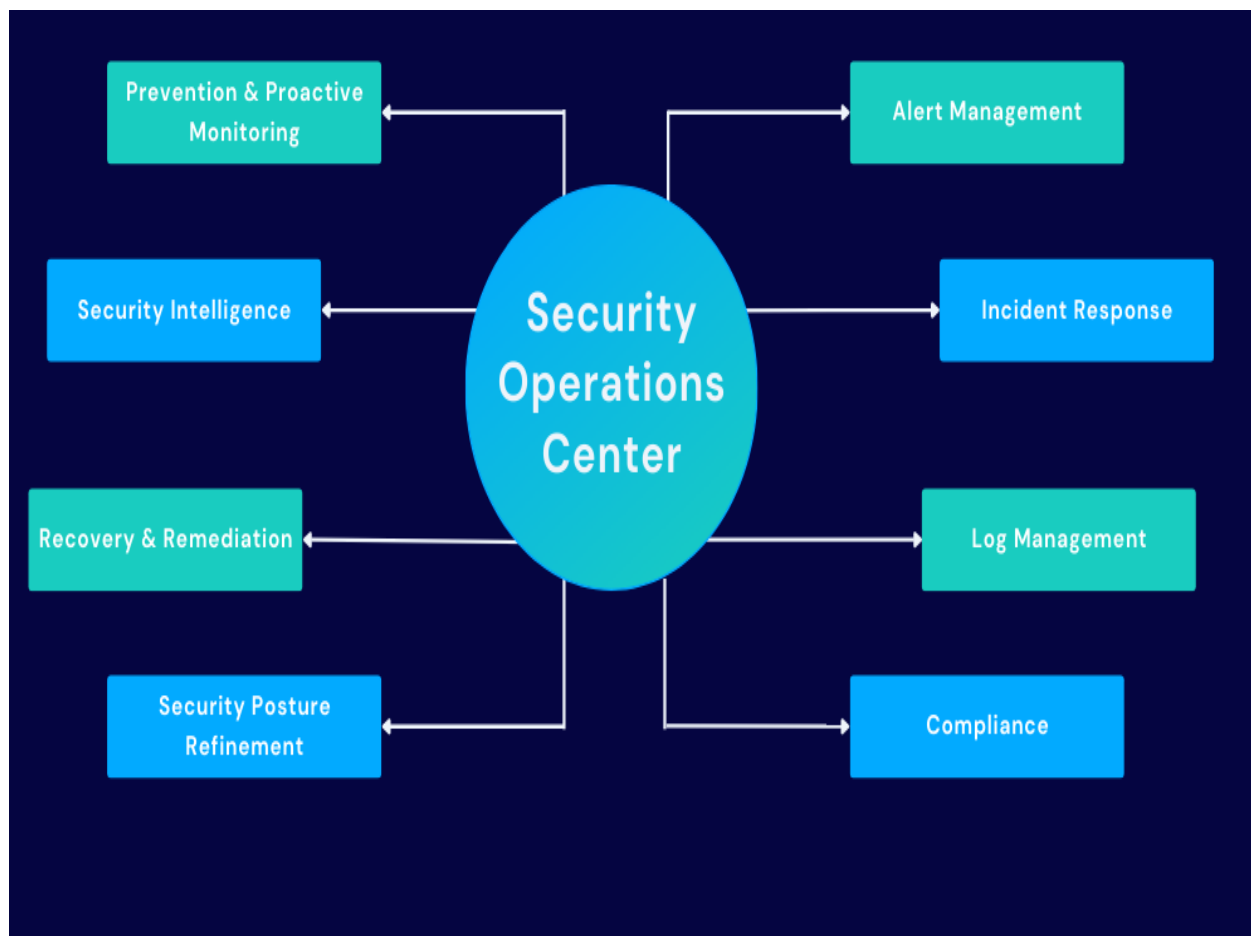 Prevention & Proactive
Monitoring
Alert Management
Security Intelligence
Incident Response
Security
Operations
Center
Recovery & Remediation
Log Management
Security Posture
Refinement
Compliance